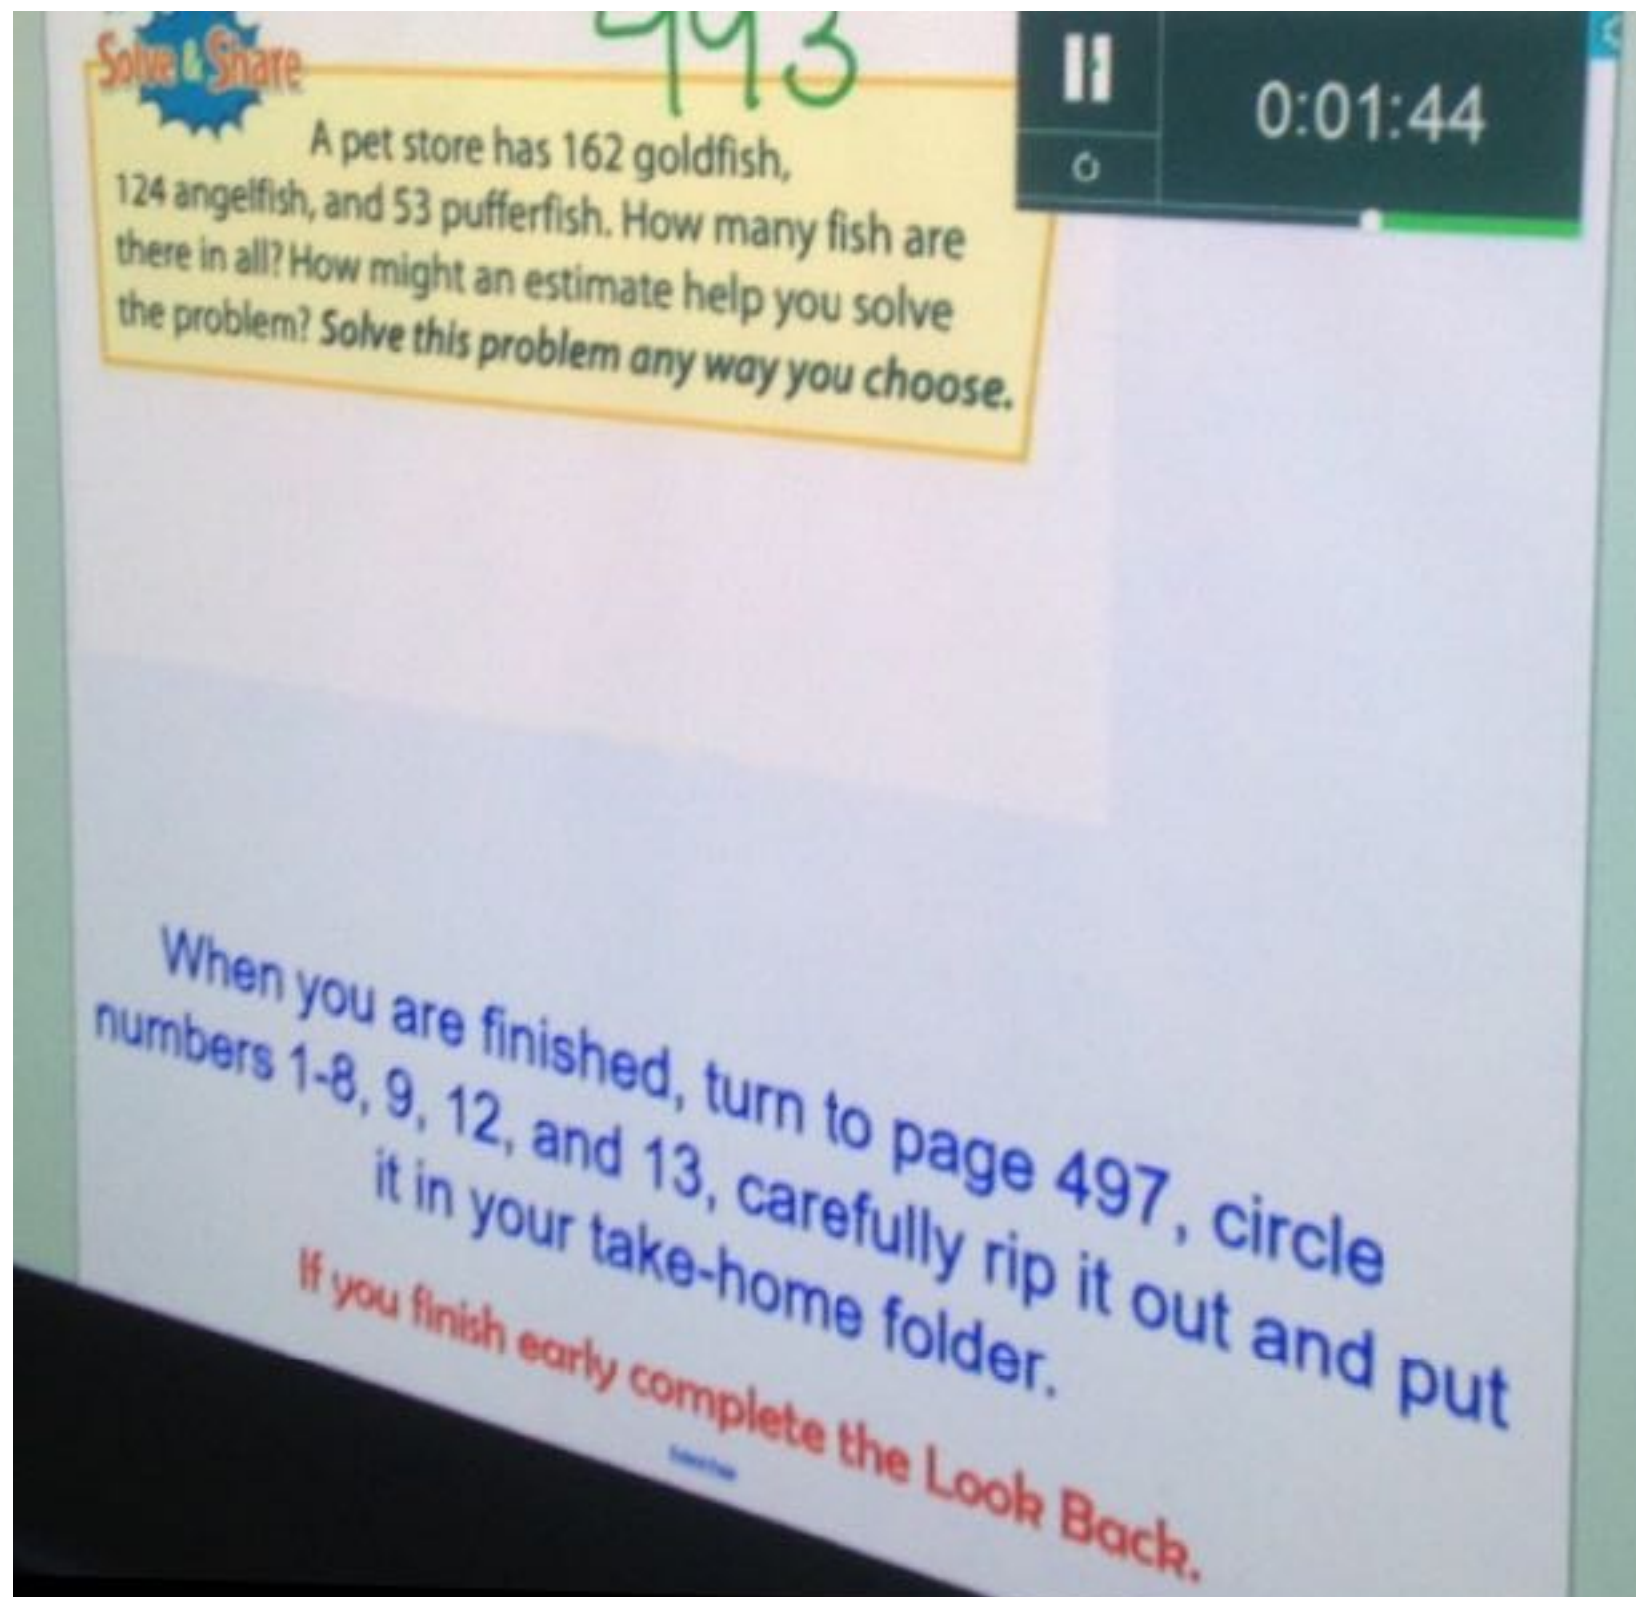 Solve & Share
493
0:01:44
A pet store has 162 goldfish,
124 angelfish, and 53 pufferfish. How many fish are
there in all? How might an estimate help you solve
the problem? Solve this problem any way you choose.
When you are finished, turn to page 497, circle
numbers 1-8, 9, 12, and 13, carefully rip it out and put
it in your take-home folder.
If you finish early complete the Look Back.